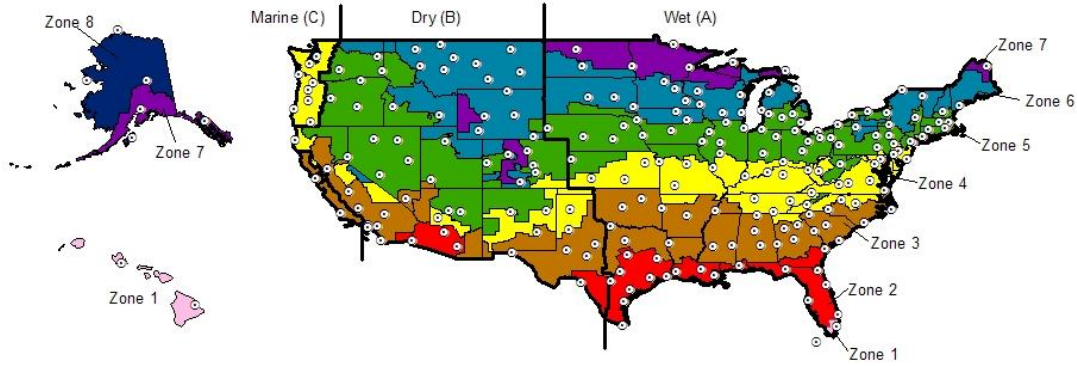 Marine (C)
Dry (B)
Wet (A)
Zone 8
Zone 7
Zone 7
Zone 6
Zone 5
Zone 4
Zone 3
Zone 2
Zone 1
Zone 1